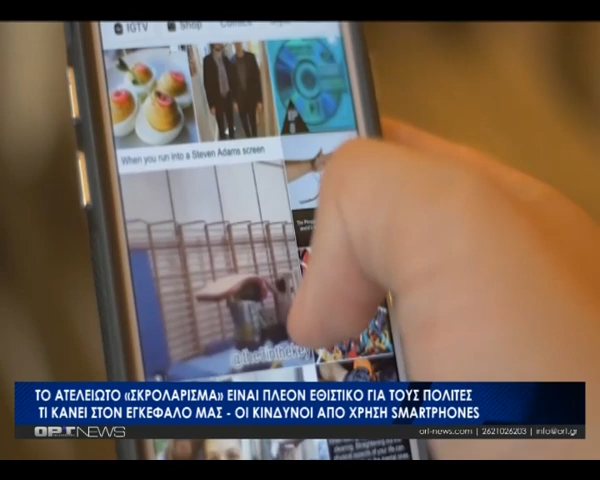 IGTV
Shop
When you run into a Steven Adams screen
@the3inthekey
ΤΟ ΑΤΕΛΕΙΩΤΟ «ΣΚΡΟΛΑΡΙΣΜΑ» ΕΙΝΑΙ ΠΛΕΟΝ ΕΘΙΣΤΙΚΟ ΓΙΑ ΤΟΥΣ ΠΟΛΙΤΕΣ
ΤΙ ΚΑΝΕΙ ΣΤΟΝ ΕΓΚΕΦΑΛΟ ΜΑΣ - ΟΙ ΚΙΝΔΥΝΟΙ ΑΠΟ ΧΡΗΣΗ SMARTPHONES
ORT NEWS
ort-news.com | 2621026203 | info@ort.gr